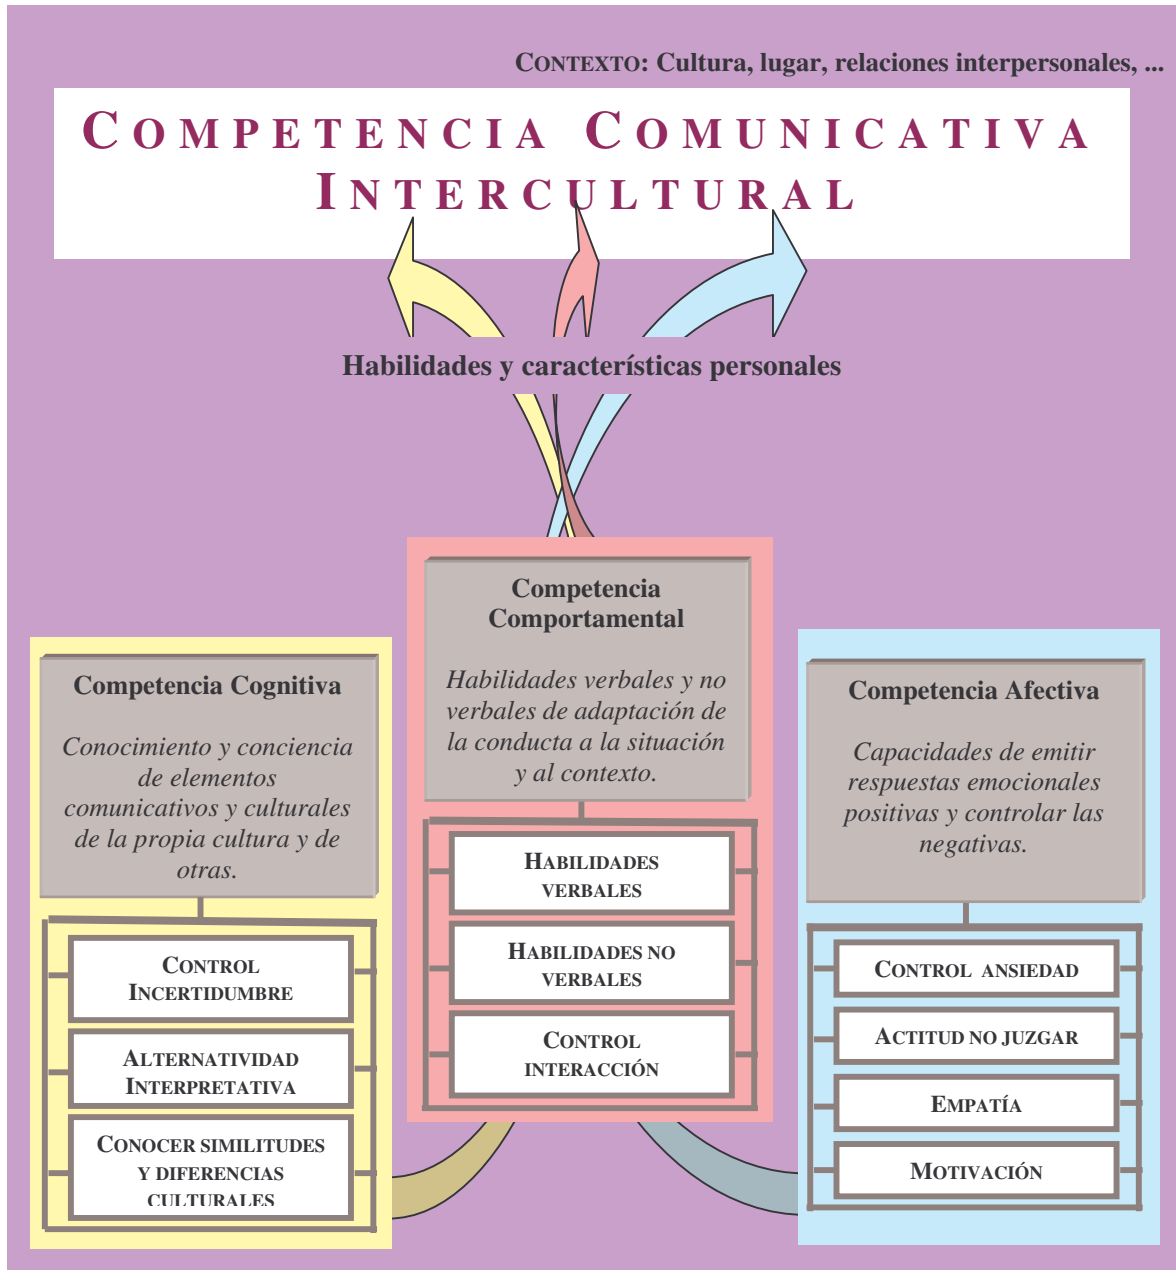 CONTEXTO: Cultura, lugar, relaciones interpersonales, ...
COMPETENCIA COMUNICATIVA
INTERCULTURAL
Habilidades y características personales
Competencia Cognitiva
Conocimiento y conciencia
de elementos
comunicativos y culturales
de la propia cultura y de
otras.
CONTROL
INCERTIDUMBRE
ALTERNATIVIDAD
INTERPRETATIVA
CONOCER SIMILITUDES
Y DIFERENCIAS
CULTURALES
Competencia
Comportamental
Habilidades verbales y no
verbales de adaptación de
la conducta a la situación
y al contexto.
HABILIDADES
VERBALES
HABILIDADES NO
VERBALES
CONTROL
INTERACCIÓN
Competencia Afectiva
Capacidades de emitir
respuestas emocionales
positivas y controlar las
negativas.
CONTROL ANSIEDAD
ACTITUD NO JUZGAR
EMPATÍA
MOTIVACIÓN